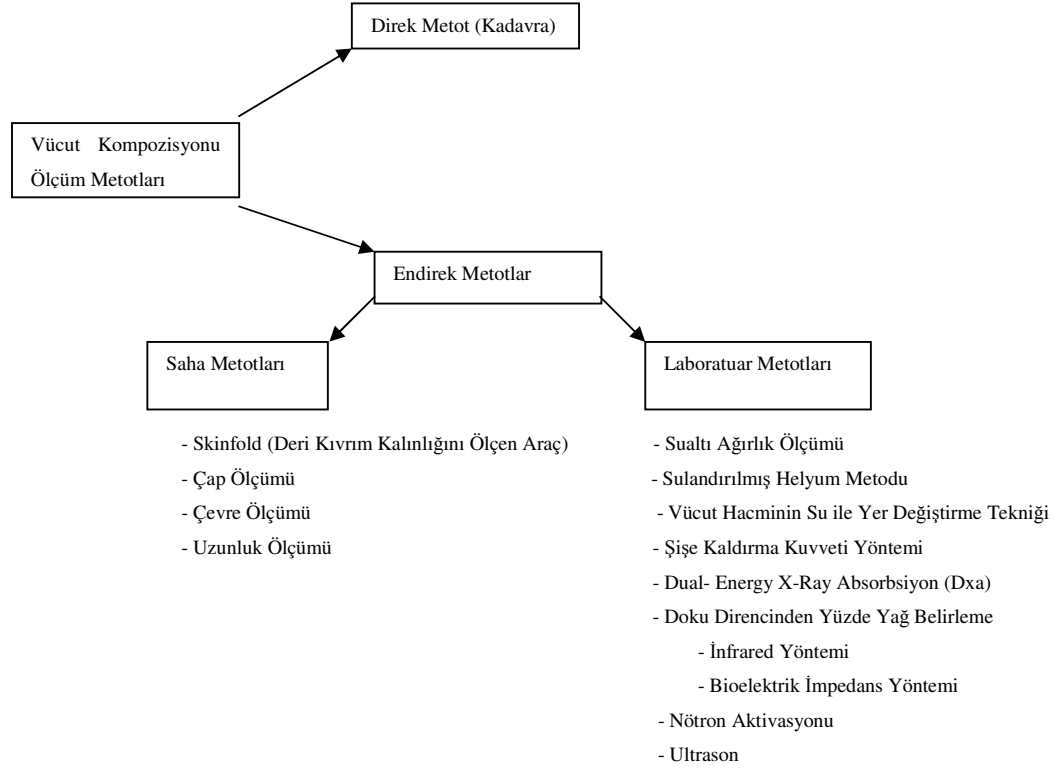 Direk Metot (Kadavra)
Vücut Kompozisyonu
Ölçüm Metotları
Endirek Metotlar
Saha Metotları
- Skinfold (Deri Kıvrım Kalınlığını Ölçen Araç)
- Çap Ölçümü
- Çevre Ölçümü
- Uzunluk Ölçümü
Laboratuar Metotları
- Sualtı Ağırlık Ölçümü
- Sulandırılmış Helyum Metodu
- Vücut Hacminin Su ile Yer Değiştirme Tekniği
- Şişe Kaldırma Kuvveti Yöntemi
- Dual- Energy X-Ray Absorbsiyon (Dxa)
- Doku Direncinden Yüzde Yağ Belirleme
- İnfrared Yöntemi
- Bioelektrik İmpedans Yöntemi
- Nötron Aktivasyonu
- Ultrason